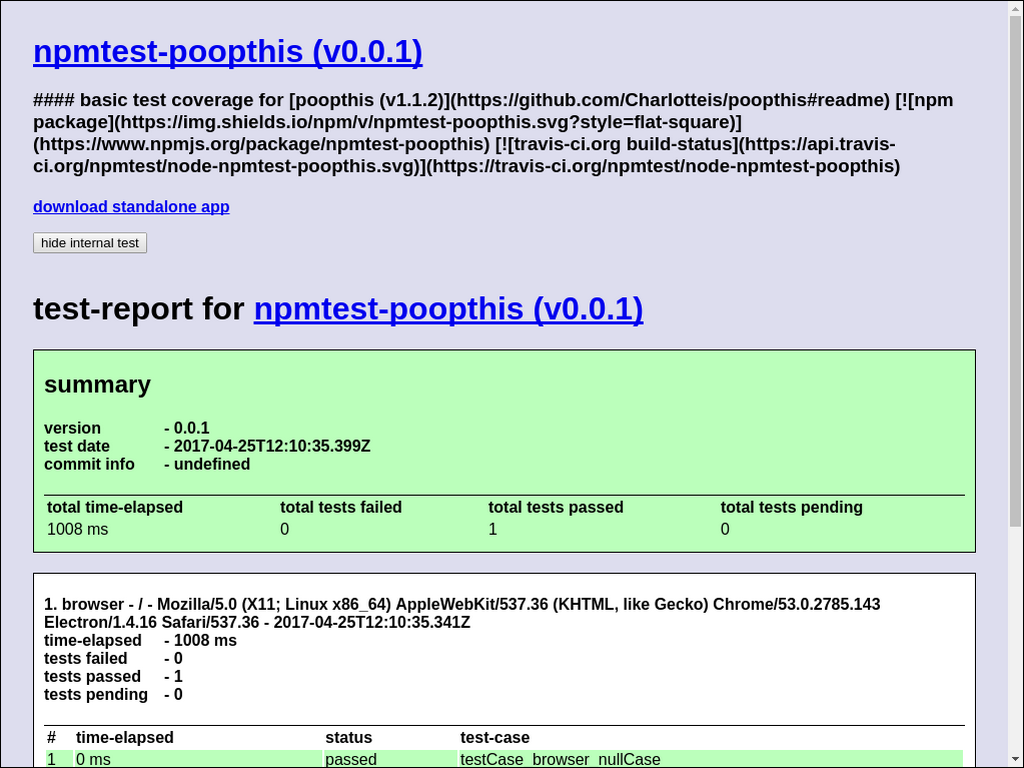 npmtest-poopthis (v0.0.1)
#### basic test coverage for [poopthis (v1.1.2)](https://github.com/Charlotteis/poopthis#readme) [![npm
package](https://img.shields.io/npm/v/npmtest-poopthis.svg?style=flat-square)]
(https://www.npmjs.org/package/npmtest-poopthis) [![travis-ci.org build-status](https://api.travis-
ci.org/npmtest/node-npmtest-poopthis.svg)](https://travis-ci.org/npmtest/node-npmtest-poopthis)
download standalone app
hide internal test
test-report for npmtest-poopthis (v0.0.1)
summary
version - 0.0.1
test date - 2017-04-25T12:10:35.399Z
commit info - undefined
total time-elapsed total tests failed total tests passed total tests pending
1008 ms 0 1 0
1. browser - / - Mozilla/5.0 (X11; Linux x86_64) AppleWebKit/537.36 (KHTML, like Gecko) Chrome/53.0.2785.143
Electron/1.4.16 Safari/537.36 - 2017-04-25T12:10:35.341Z
time-elapsed - 1008 ms
tests failed - 0
tests passed - 1
tests pending - 0
# time-elapsed status test-case
1 0 ms passed testCase_browser_nullCase